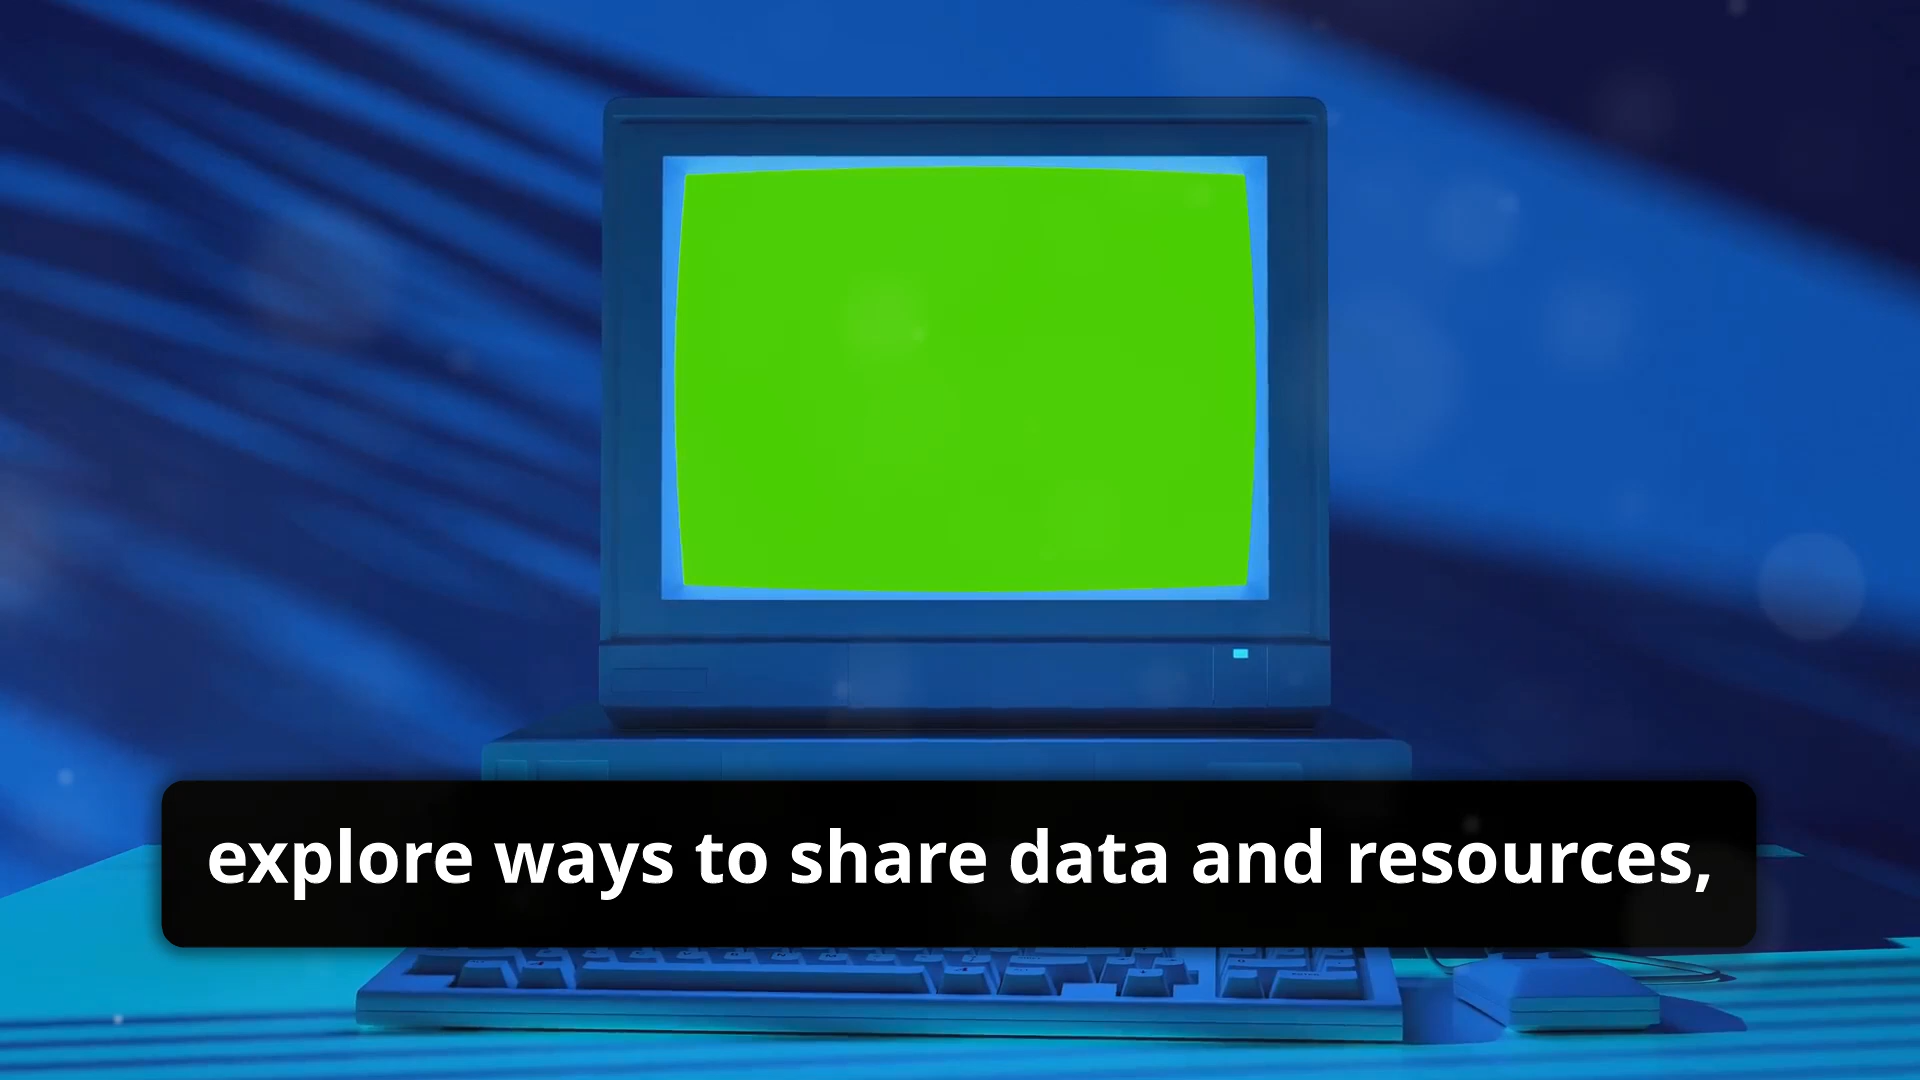 explore ways to share data and resources,